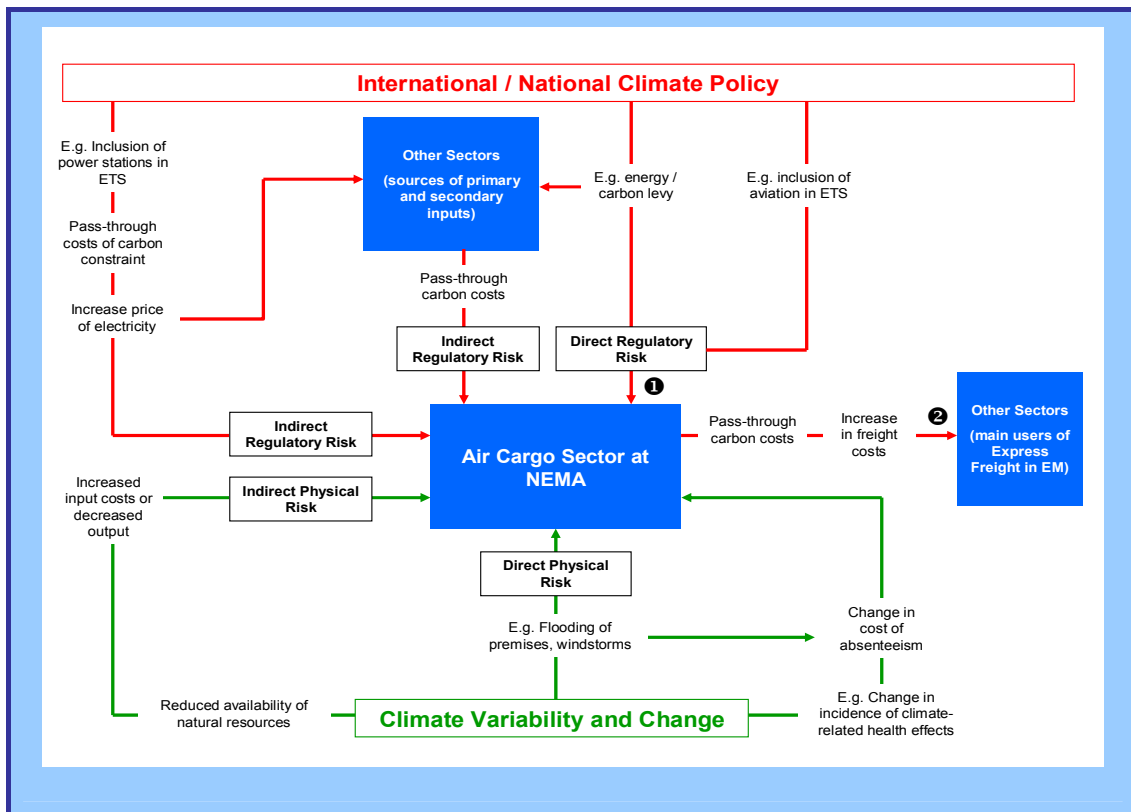 International / National Climate Policy
E.g. Inclusion of
power stations in
ETS
Pass-through
costs of carbon
constraint
Increase price
of electricity
Other Sectors
(sources of primary
and secondary
inputs)
E.g. energy /
carbon levy
E.g. inclusion of
aviation in ETS
Pass-through
carbon costs
Indirect
Regulatory Risk
Direct Regulatory
Risk
❶
Indirect
Regulatory Risk
Air Cargo Sector at
NEMA
Pass-through
carbon costs
Increase
in freight
costs
❷
Other Sectors
(main users of
Express
Freight in EM)
Increased
input costs or
decreased
output
Indirect
Physical Risk
Direct Physical
Risk
E.g. Flooding of
premises, windstorms
Change in
cost of
absenteeism
Reduced availability of
natural resources
Climate Variability and Change
E.g. Change in
incidence of climate-
related health effects